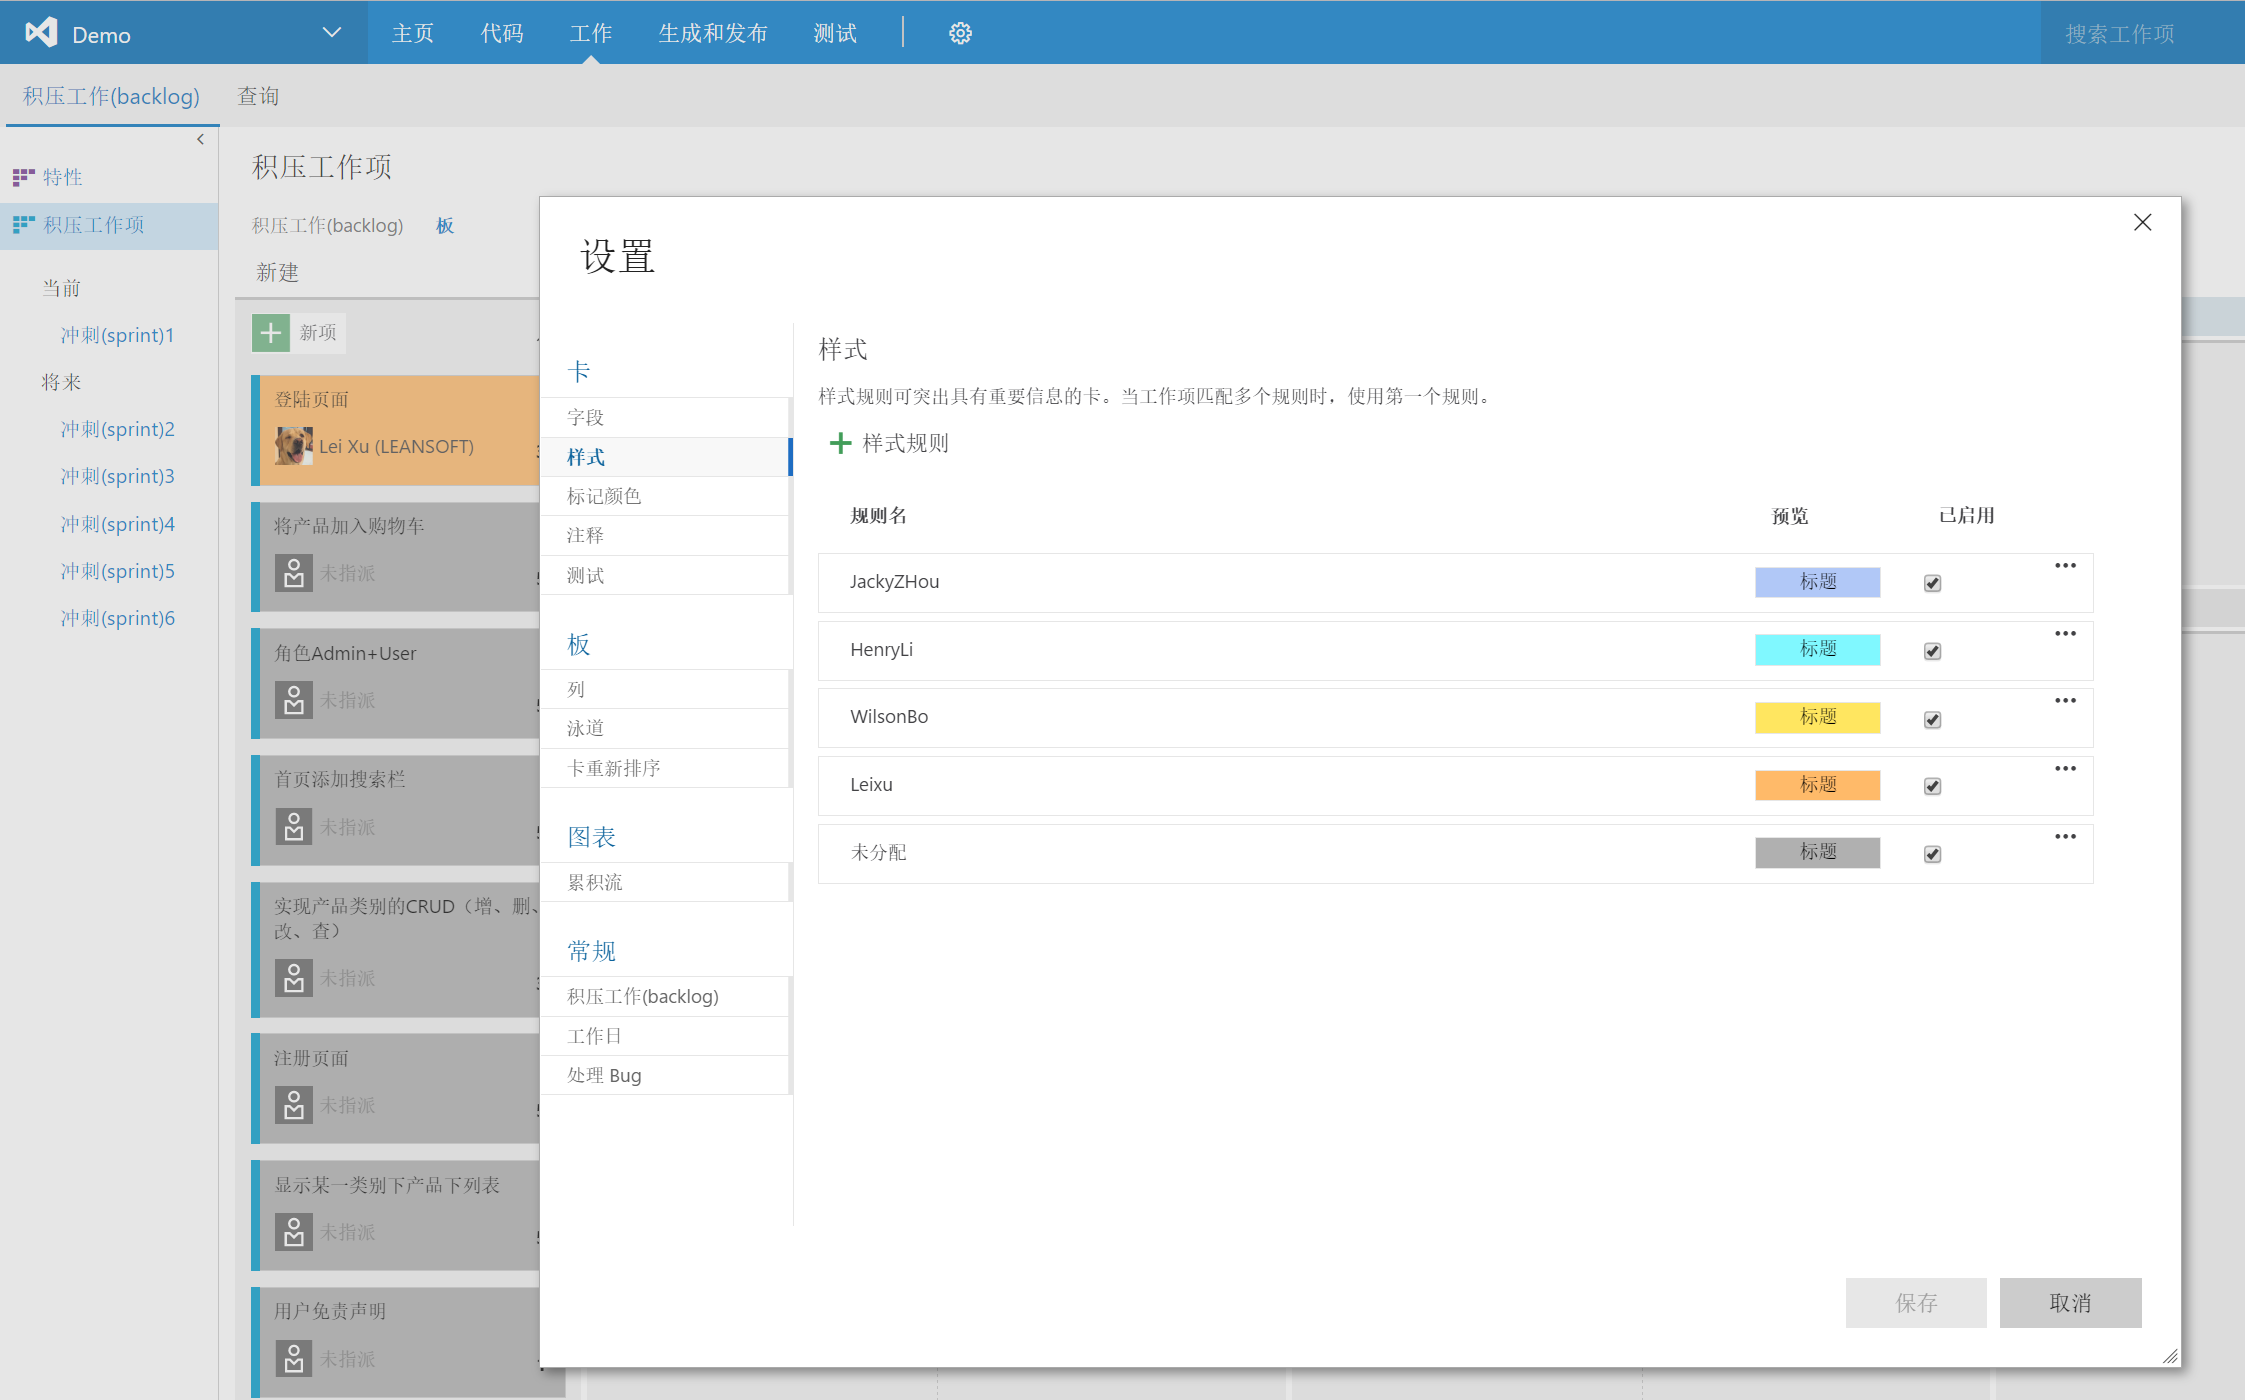 Demo
主页 代码 工作 生成和发布 测试
搜索工作项
积压工作(backlog) 查询
特性
积压工作项
当前
冲刺(sprint)1
将来
冲刺(sprint)2
冲刺(sprint)3
冲刺(sprint)4
冲刺(sprint)5
冲刺(sprint)6
积压工作项
积压工作(backlog) 板
新建
新项
登陆页面
Lei Xu (LEANSOFT)
将产品加入购物车
未指派
角色Admin+User
未指派
首页添加搜索栏
未指派
实现产品类别的CRUD（增、删、
改、查）
未指派
注册页面
未指派
显示某一类别下产品下列表
未指派
用户免责声明
未指派
设置
卡
字段
样式
标记颜色
注释
测试
板
列
泳道
卡重新排序
图表
累积流
常规
积压工作(backlog)
工作日
处理 Bug
样式
样式规则可突出具有重要信息的卡。当工作项匹配多个规则时，使用第一个规则。
样式规则
规则名 预览 已启用
JackyZHou 标题
HenryLi 标题
WilsonBo 标题
Leixu 标题
未分配 标题
保存 取消